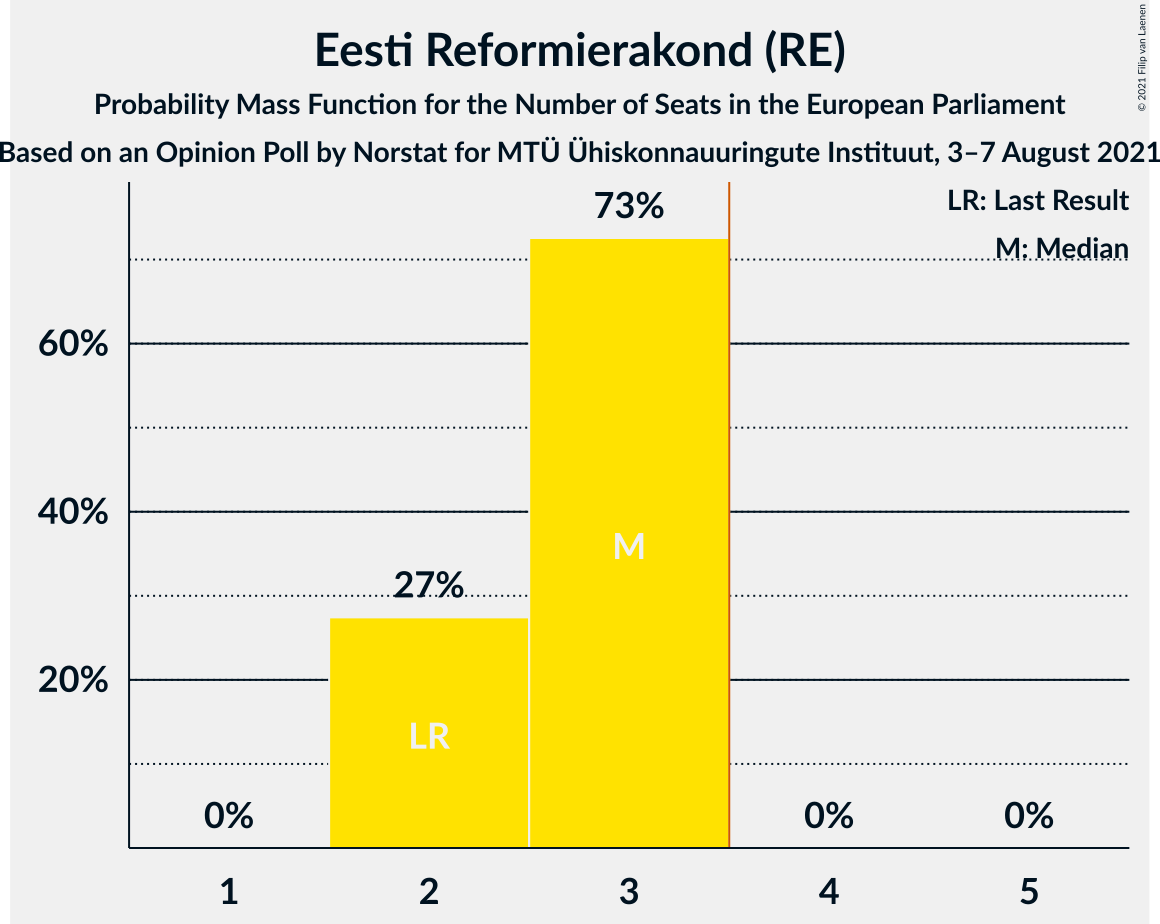 Eesti Reformierakond (RE)
Probability Mass Function for the Number of Seats in the European Parliament
Based on an Opinion Poll by Norstat for MTÜ Ühiskonnauuringute Instituut, 3–7 August 2021
© 2021 Filip van Laenen
LR: Last Result
M: Median
73%
60%
40%
M
27%
20%
LR
0%
0%
0%
1
2
3
4
5